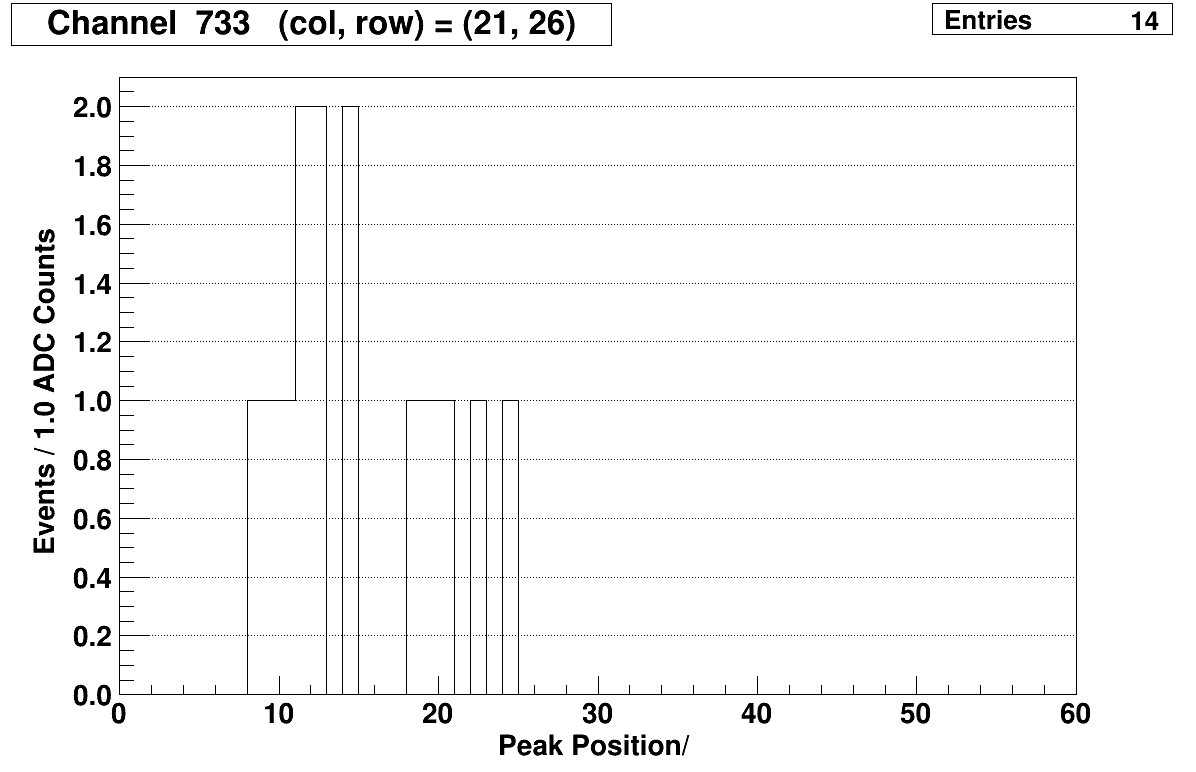 Channel 733 (col, row) = (21, 26)
Entries 14
2.0
1.8
1.6
1.4
1.2
1.0
0.8
0.6
0.4
0.2
0.0
Events / 1.0 ADC Counts
0 10 20 30 40 50 60
Peak Position/